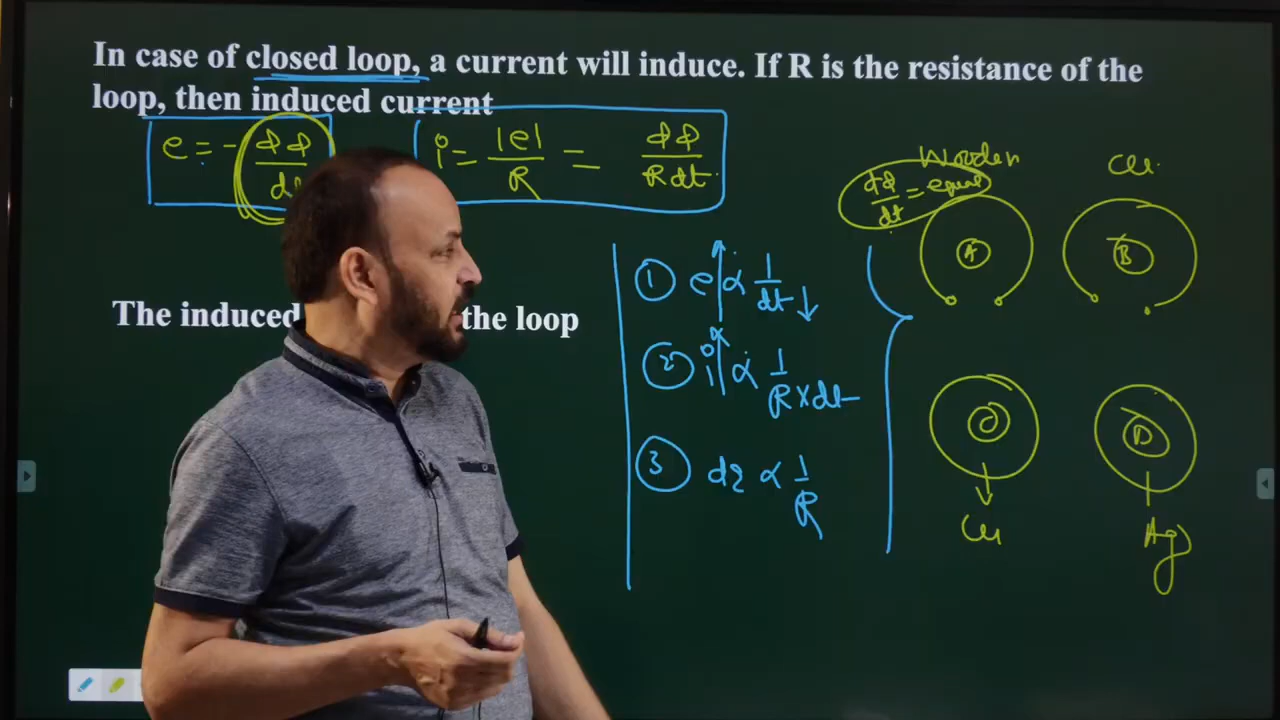 In case of closed loop, a current will induce. If R is the resistance of the
loop, then induced current
e = - dφ/dt
i = |e|/R = dφ/Rdt
The induced
the loop
① e ∝ 1/dt ↓
② i ∝ 1/R×dt
③ dq ∝ 1/R
dφ/dt = equal
Wooden
Cu
A
B
C
D
Cu
Ag